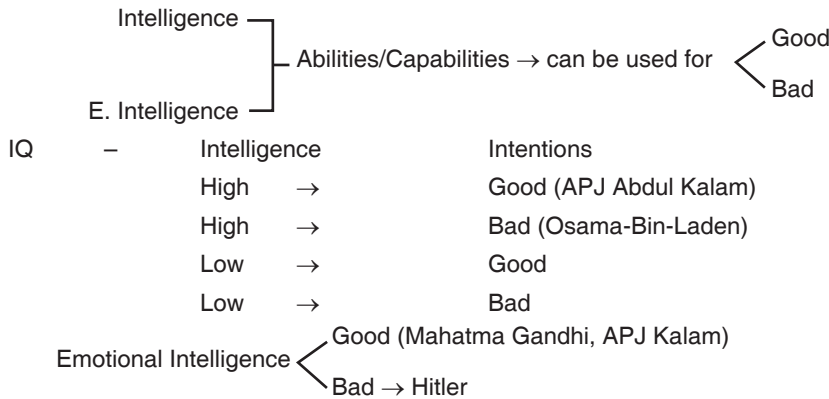 Intelligence
Good
Abilities/Capabilities → can be used for
Bad
E. Intelligence
IQ – Intelligence Intentions
High → Good (APJ Abdul Kalam)
High → Bad (Osama-Bin-Laden)
Low → Good
Low → Bad
Good (Mahatma Gandhi, APJ Kalam)
Emotional Intelligence
Bad → Hitler